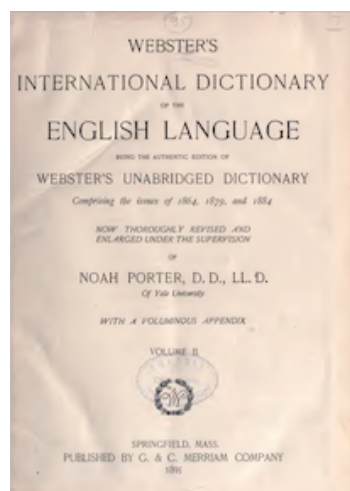 WEBSTER'S
INTERNATIONAL DICTIONARY
OF THE
ENGLISH LANGUAGE
BEING THE AUTHENTIC EDITION OF
WEBSTER'S UNABRIDGED DICTIONARY
Comprising the issues of 1864, 1879, and 1884
NOW THOROUGHLY REVISED AND
ENLARGED UNDER THE SUPERVISION
OF
NOAH PORTER, D. D., LL. D.
Of Yale University
WITH A VOLUMINOUS APPENDIX
VOLUME II
SPRINGFIELD, MASS.
PUBLISHED BY G. & C. MERRIAM COMPANY
1895